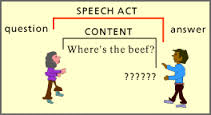 SPEECH ACT
question answer
CONTENT
Where's the beef?
??????